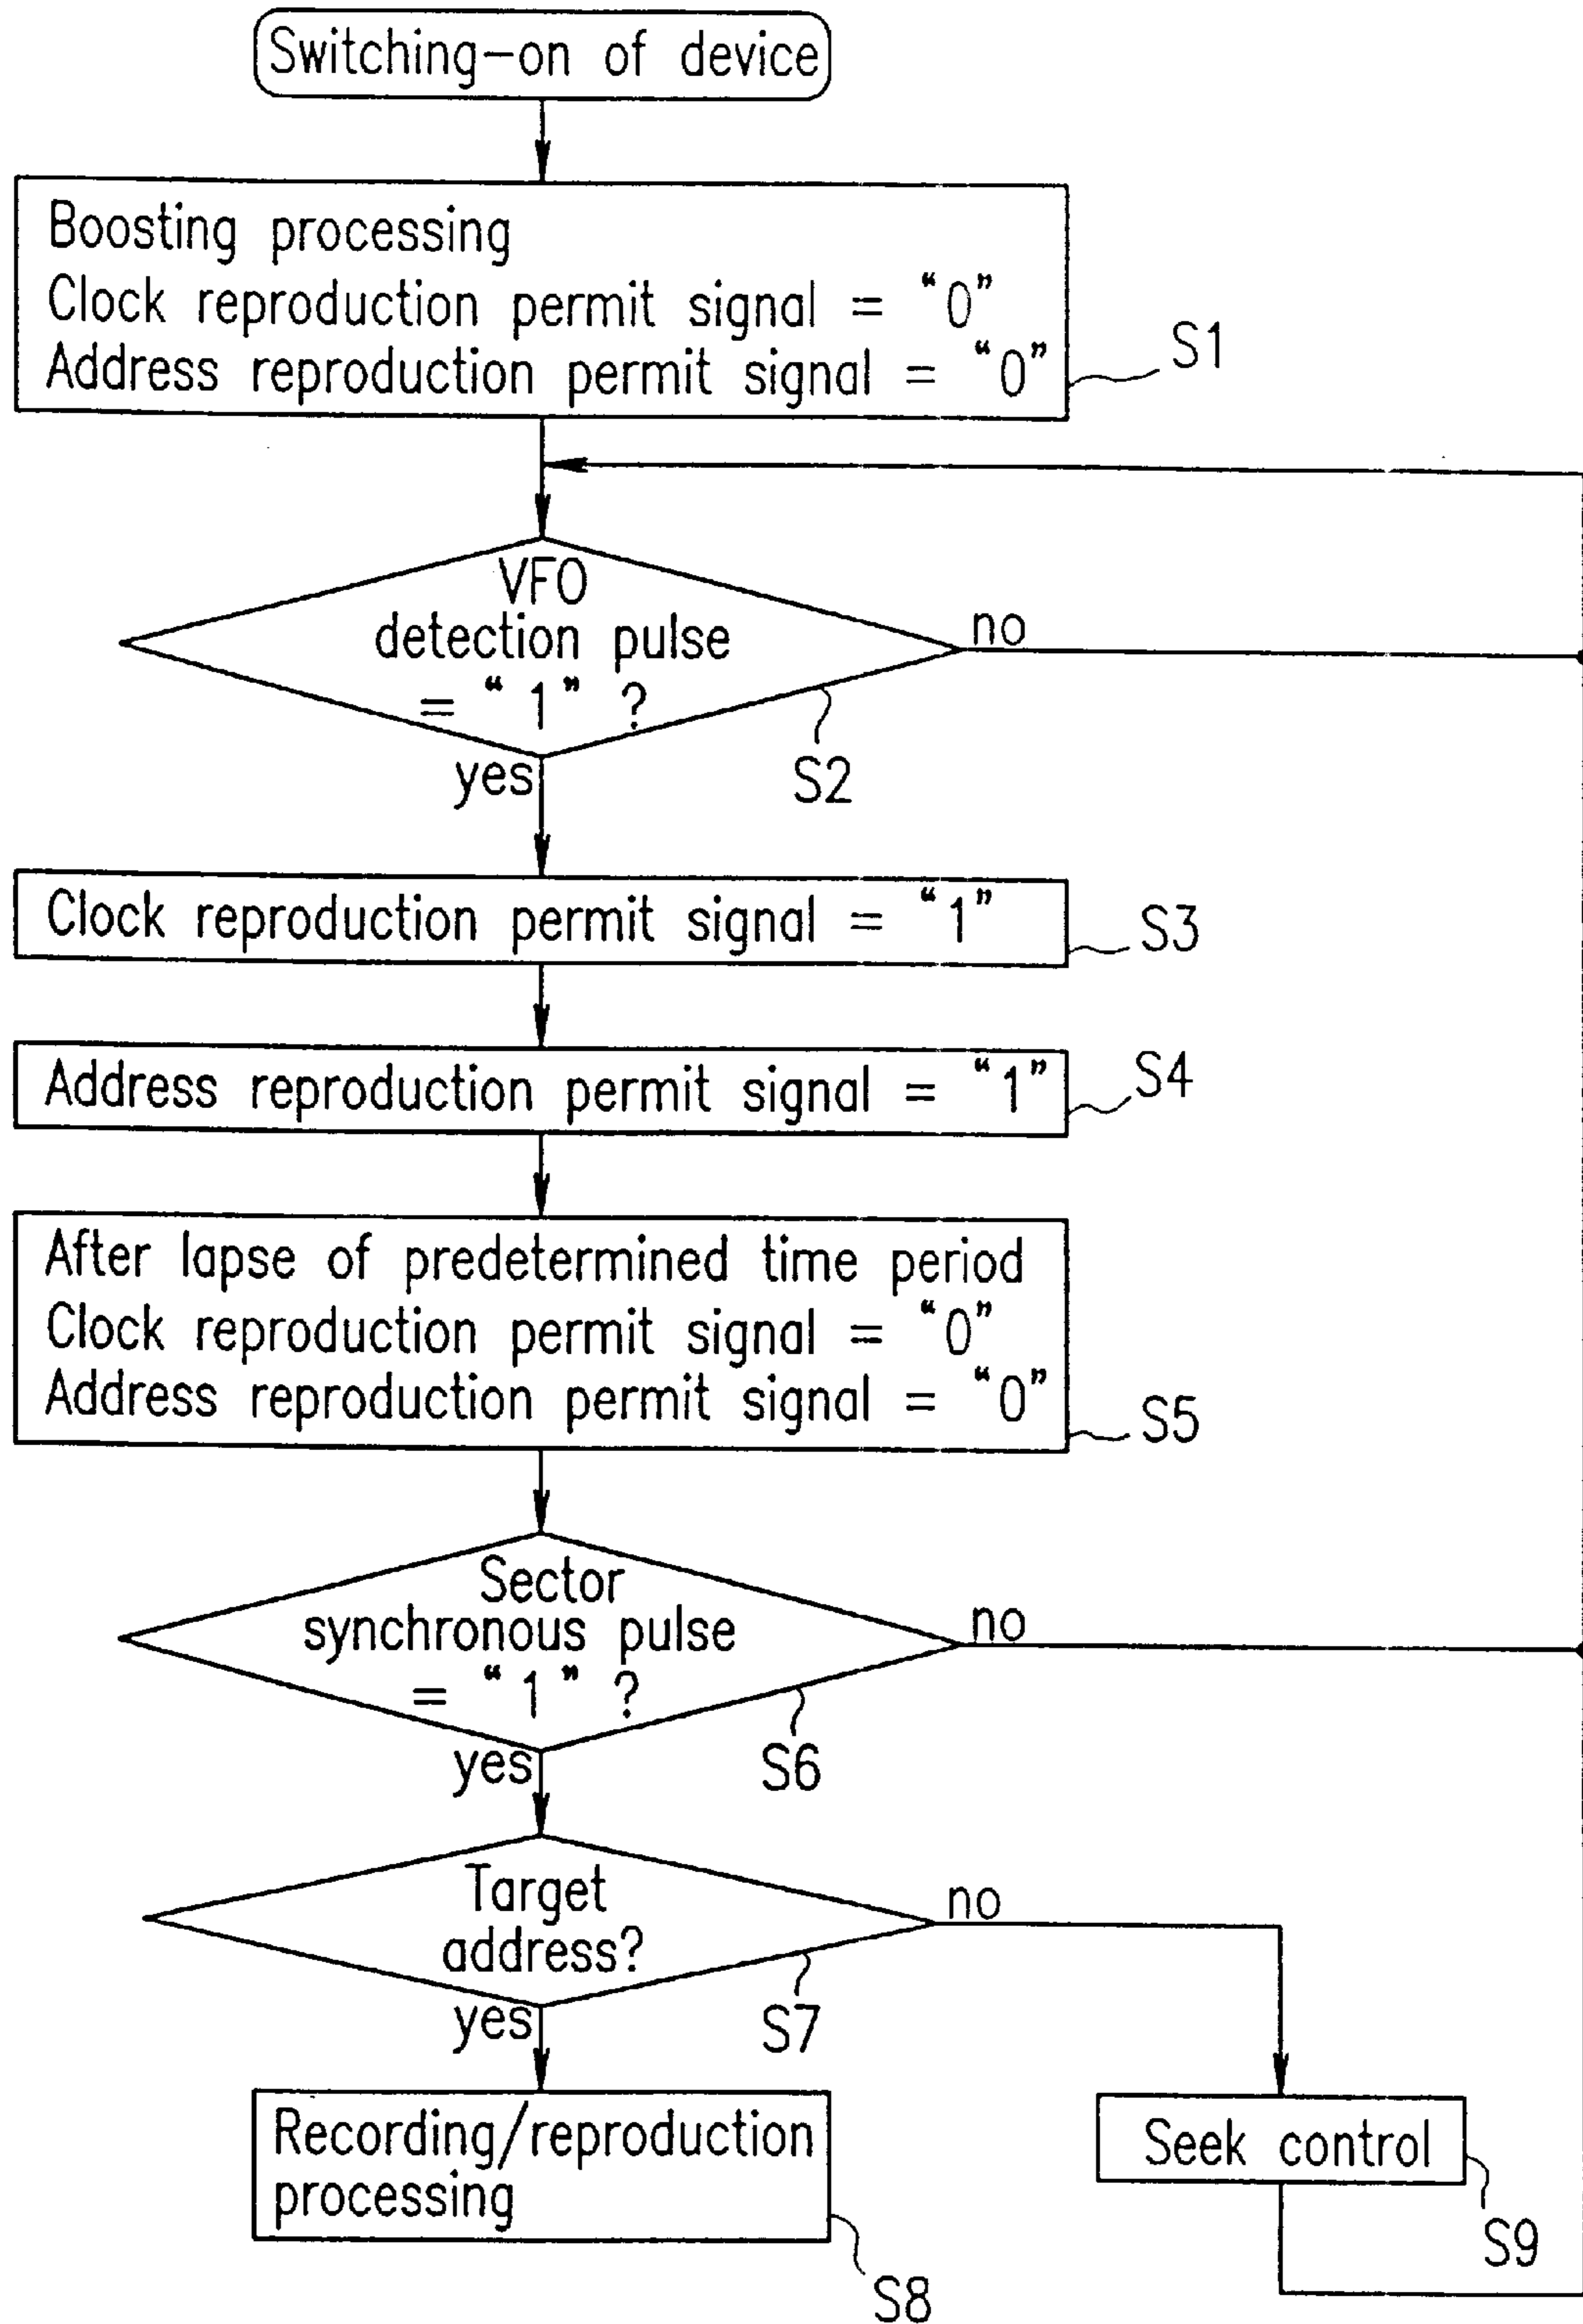 Switching-on of device
Boosting processing
Clock reproduction permit signal = “0”
Address reproduction permit signal = “0”
S1
VFO
detection pulse
= “1” ?
no
yes
S2
Clock reproduction permit signal = “1”
S3
Address reproduction permit signal = “1”
S4
After lapse of predetermined time period
Clock reproduction permit signal = “0”
Address reproduction permit signal = “0”
S5
Sector
synchronous pulse
= “1” ?
no
yes
S6
Target
address?
no
yes
S7
Recording/reproduction
processing
S8
Seek control
S9